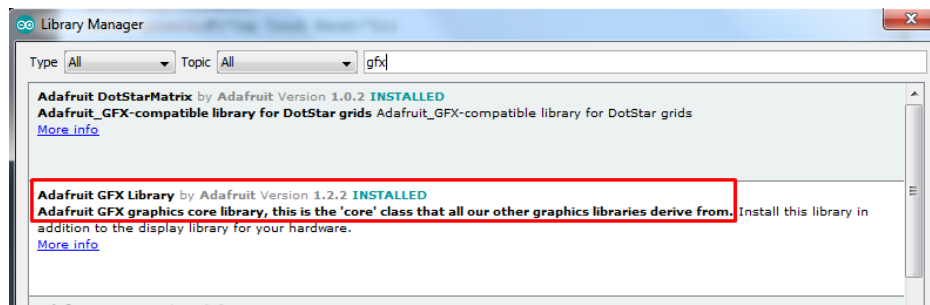 Library Manager
Type All Topic All gfx
Adafruit DotStarMatrix by Adafruit Version 1.0.2 INSTALLED
Adafruit_GFX-compatible library for DotStar grids Adafruit_GFX-compatible library for DotStar grids
More info
Adafruit GFX Library by Adafruit Version 1.2.2 INSTALLED
Adafruit GFX graphics core library, this is the 'core' class that all our other graphics libraries derive from. Install this library in
addition to the display library for your hardware.
More info